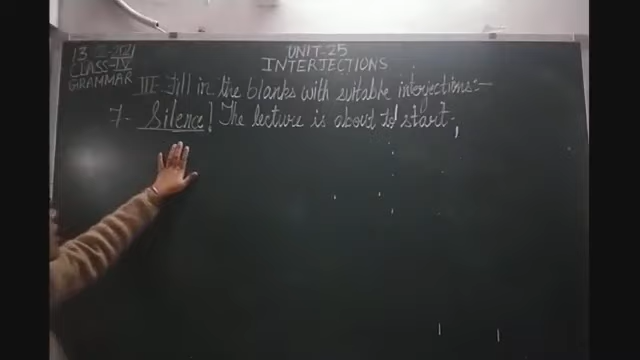 13 2021
UNIT-25
CLASS-IV
INTERJECTIONS
GRAMMAR
III Fill in the blanks with suitable interjections:-
7- Silence! The lecture is about to start.